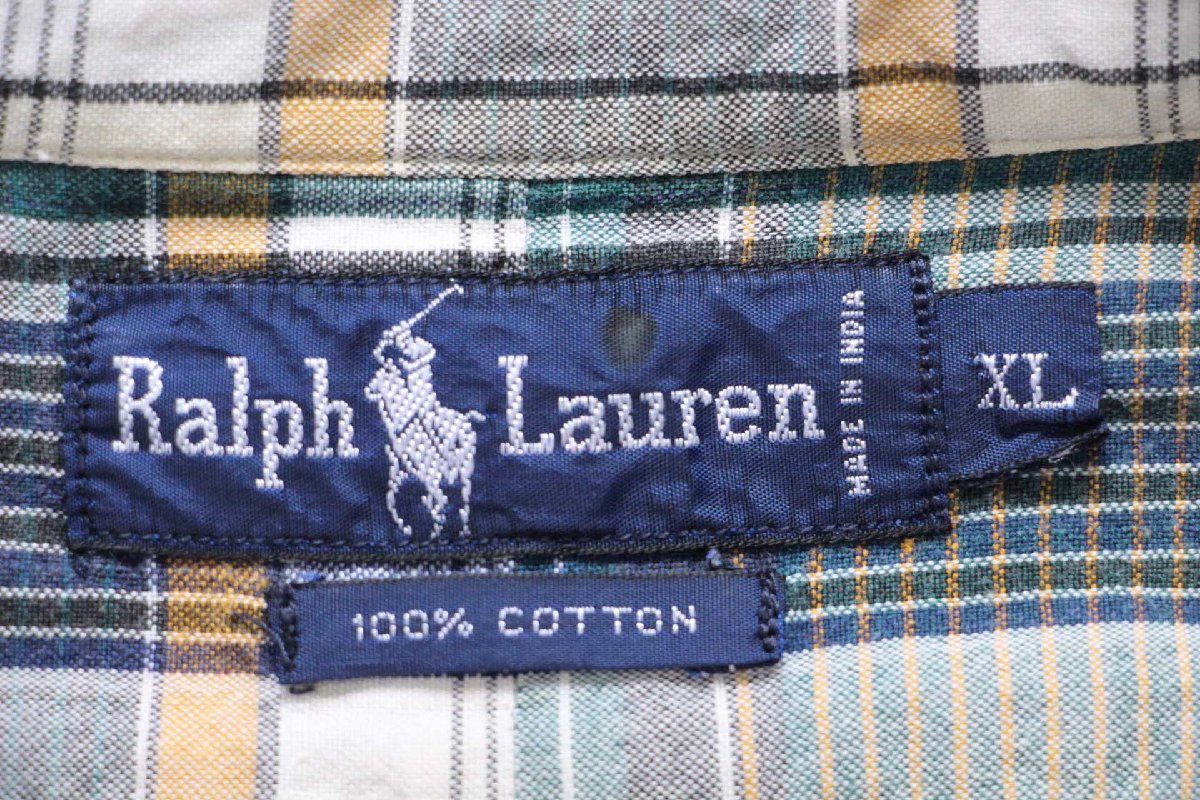 Ralph Lauren
MADE IN INDIA
XL
100% COTTON